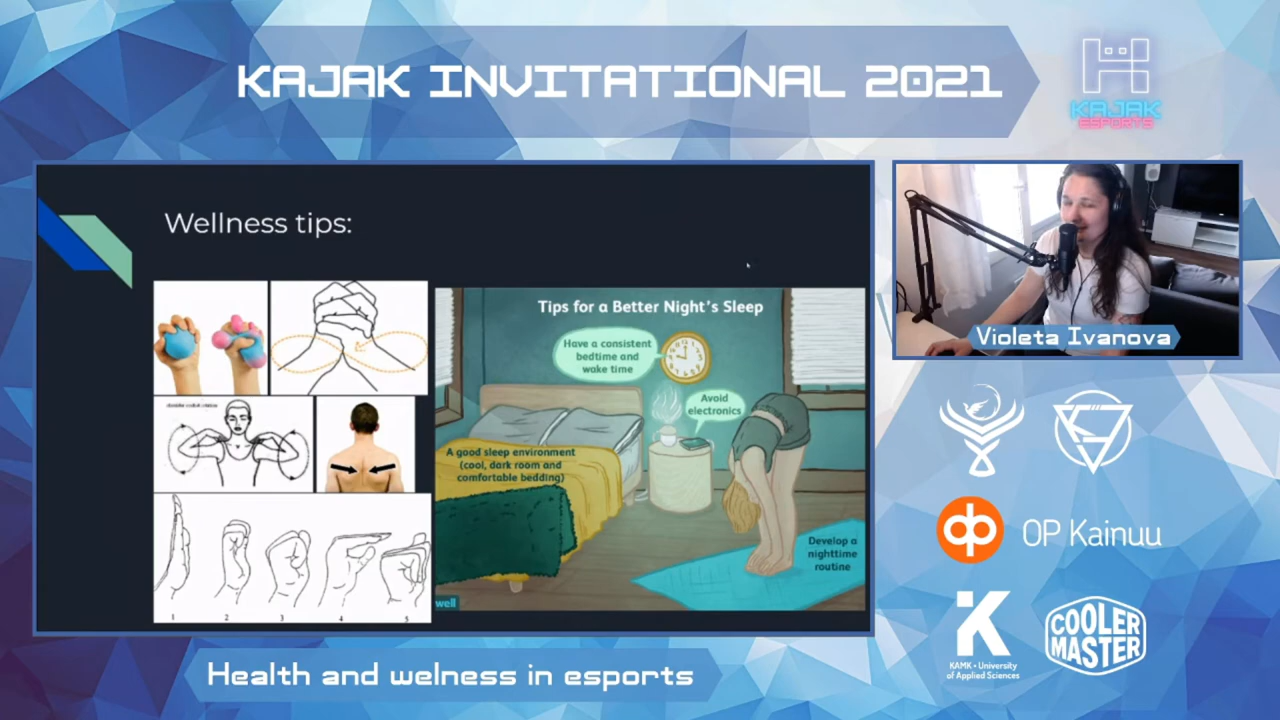 KAJAK INVITATIONAL 2021
KAJAK
ESPORTS
Wellness tips:
Tips for a Better Night's Sleep
Have a consistent
bedtime and
wake time
Avoid
electronics
A good sleep environment
(cool, dark room and
comfortable bedding)
Develop a
nighttime
routine
well
1 2 3 4 5
Violeta Ivanova
OP Kainuu
KAMK • University
of Applied Sciences
COOLER
MASTER
Health and welness in esports